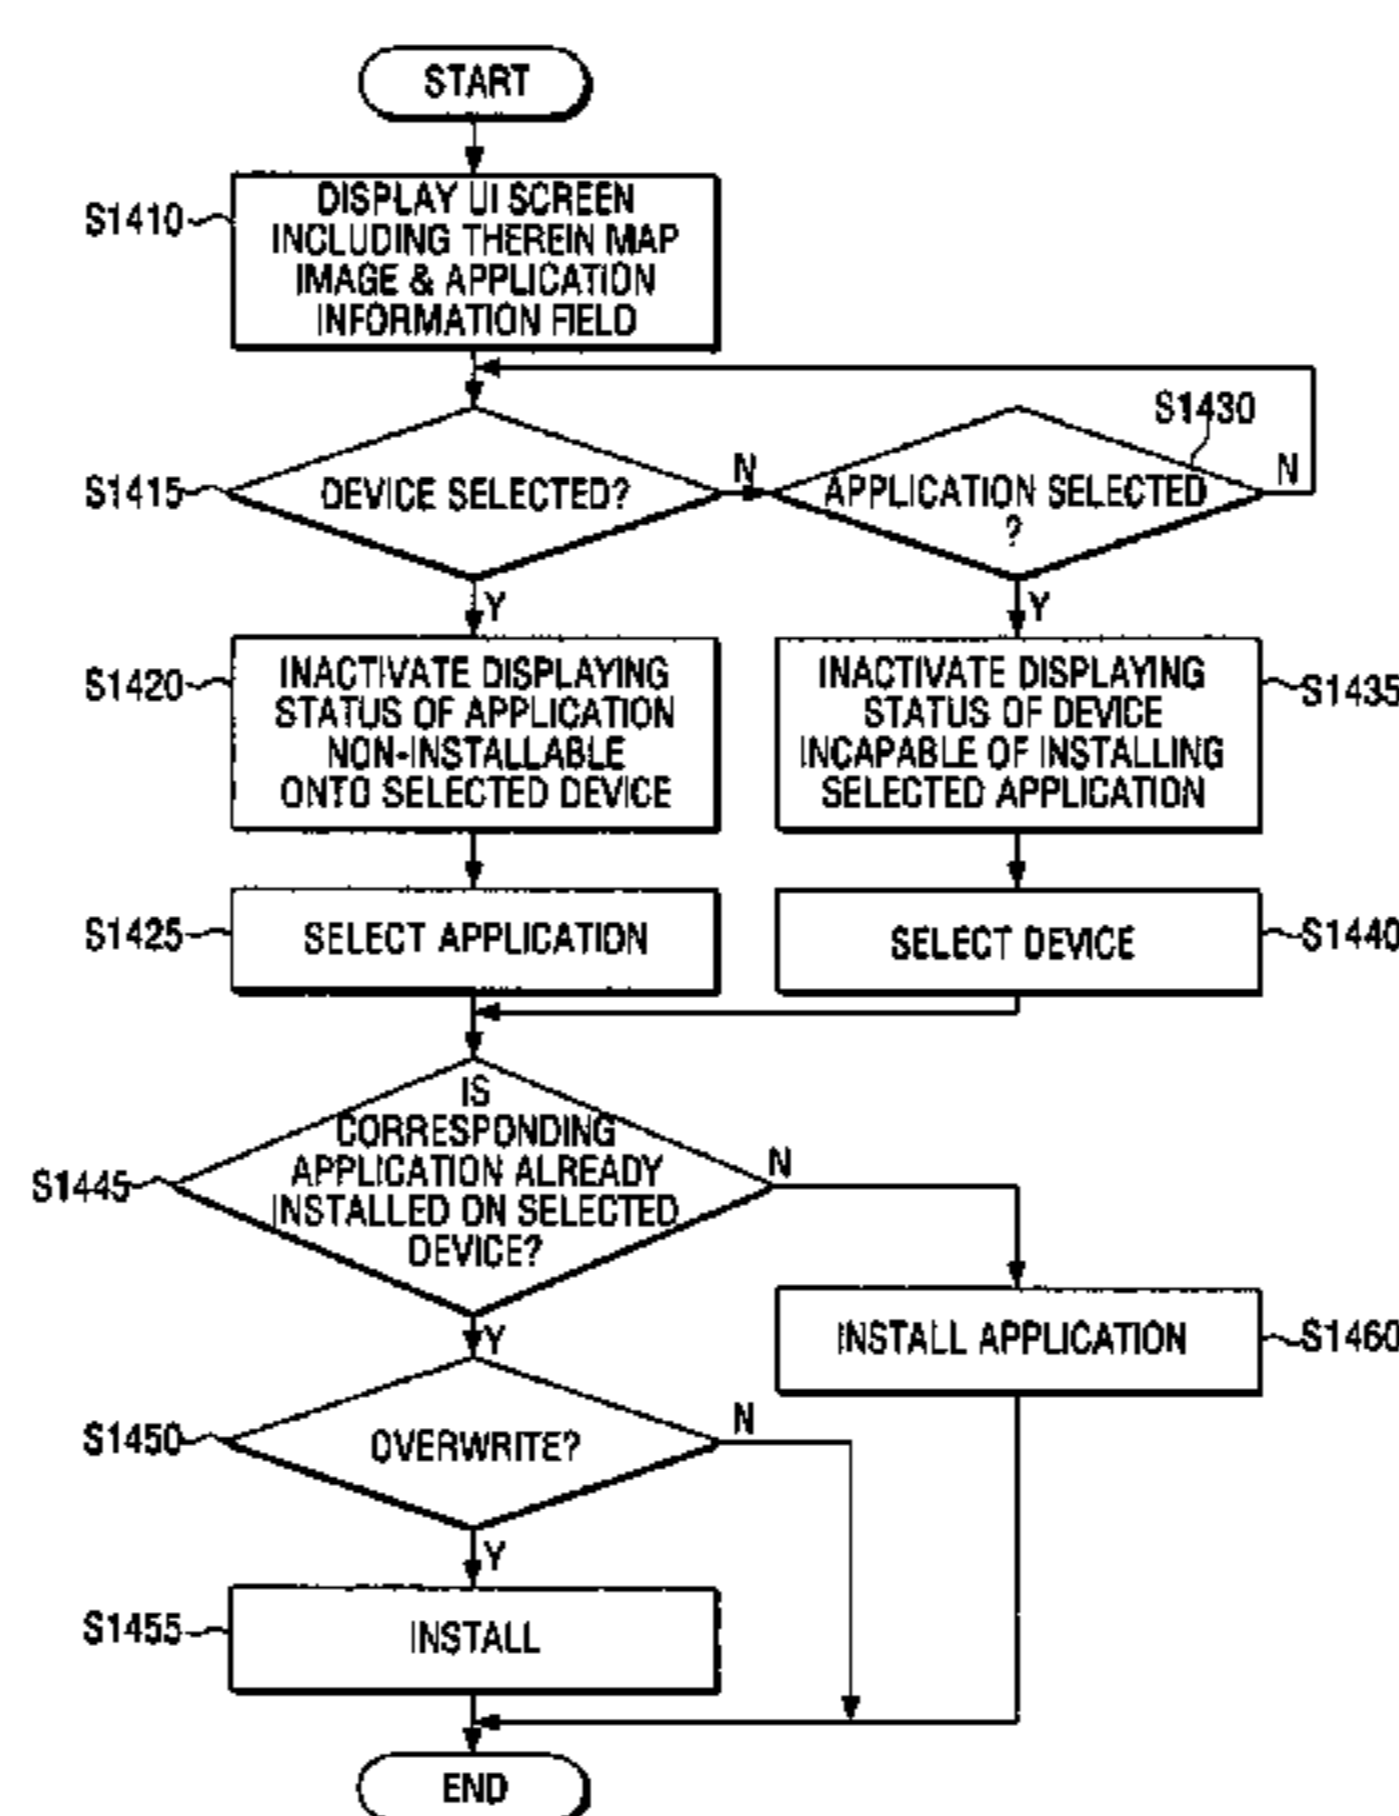 START
S1410
DISPLAY UI SCREEN
INCLUDING THEREIN MAP
IMAGE & APPLICATION
INFORMATION FIELD
S1415
DEVICE SELECTED?
N
S1430
APPLICATION SELECTED
?
N
Y
Y
S1420
INACTIVATE DISPLAYING
STATUS OF APPLICATION
NON-INSTALLABLE
ONTO SELECTED DEVICE
INACTIVATE DISPLAYING
STATUS OF DEVICE
INCAPABLE OF INSTALLING
SELECTED APPLICATION
S1435
S1425
SELECT APPLICATION
SELECT DEVICE
S1440
S1445
IS
CORRESPONDING
APPLICATION ALREADY
INSTALLED ON SELECTED
DEVICE?
N
Y
INSTALL APPLICATION
S1460
S1450
OVERWRITE?
N
Y
S1455
INSTALL
END